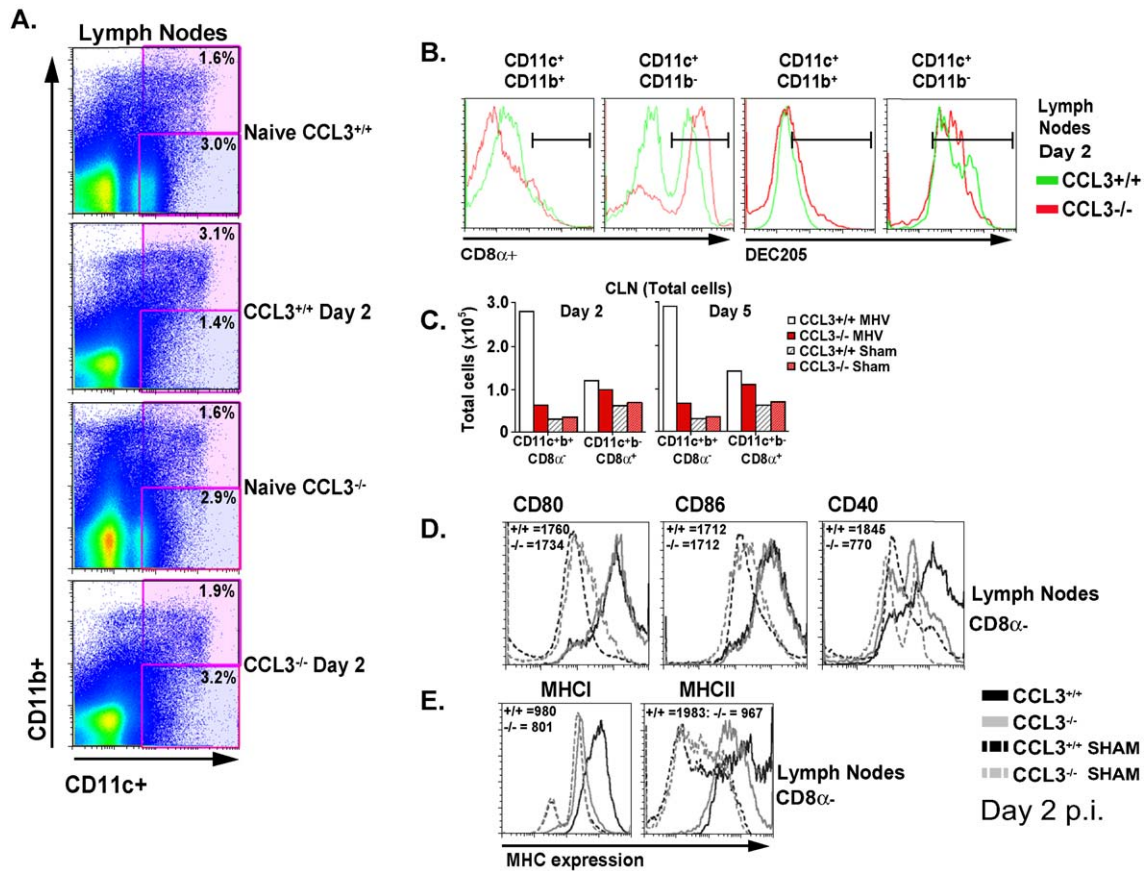 A.
Lymph Nodes
1.6%
Naive CCL3+/+
3.0%
3.1%
CCL3+/+ Day 2
1.4%
1.6%
Naive CCL3-/-
2.9%
1.9%
CCL3-/- Day 2
3.2%
CD11b+
CD11c+
B.
CD11c+
CD11b+
CD11c+
CD11b-
CD11c+
CD11b+
CD11c+
CD11b-
Lymph
Nodes
Day 2
CCL3+/+
CCL3-/-
CD8α+
DEC205
C.
CLN (Total cells)
Total cells (x10⁵)
3.0
2.0
1.0
0
Day 2
Day 5
CCL3+/+ MHV
CCL3-/- MHV
CCL3+/+ Sham
CCL3-/- Sham
CD11c+b+
CD8α-
CD11c+b-
CD8α+
CD11c+b+
CD8α-
CD11c+b-
CD8α+
D.
CD80
+/+ =1760
-/- =1734
CD86
+/+ =1712
-/- =1712
CD40
+/+ =1845
-/- =770
Lymph Nodes
CD8α-
E.
MHCI
+/+ =980
-/- = 801
MHCII
+/+ =1983: -/- = 967
Lymph Nodes
CD8α-
MHC expression
CCL3+/+
CCL3-/-
CCL3+/+ SHAM
CCL3-/- SHAM
Day 2 p.i.